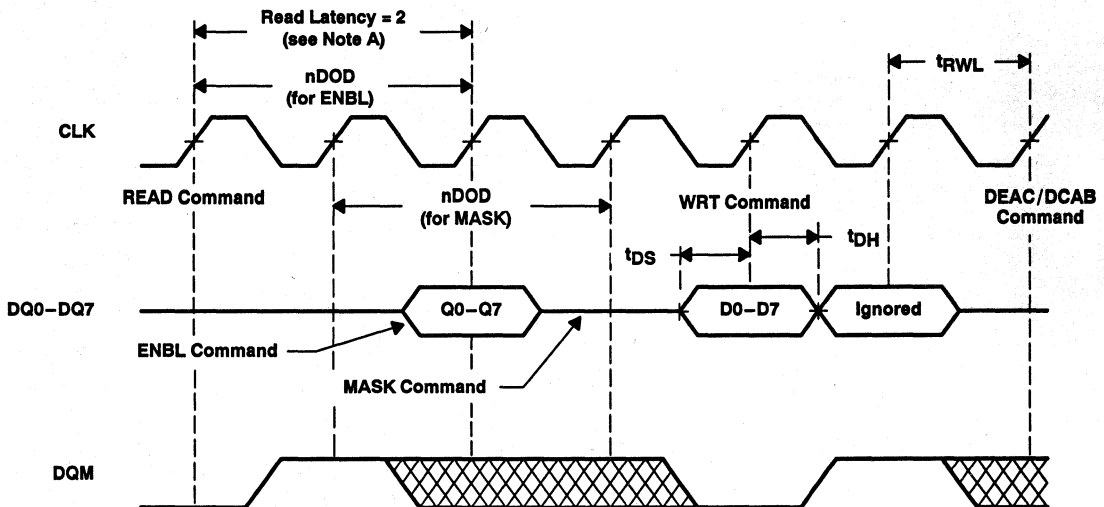 Read Latency = 2
(see Note A)
tRWL
nDOD
(for ENBL)
CLK
READ Command
nDOD
(for MASK)
WRT Command
DEAC/DCAB
Command
tDS
tDH
DQ0–DQ7
Q0–Q7
D0–D7
Ignored
ENBL Command
MASK Command
DQM